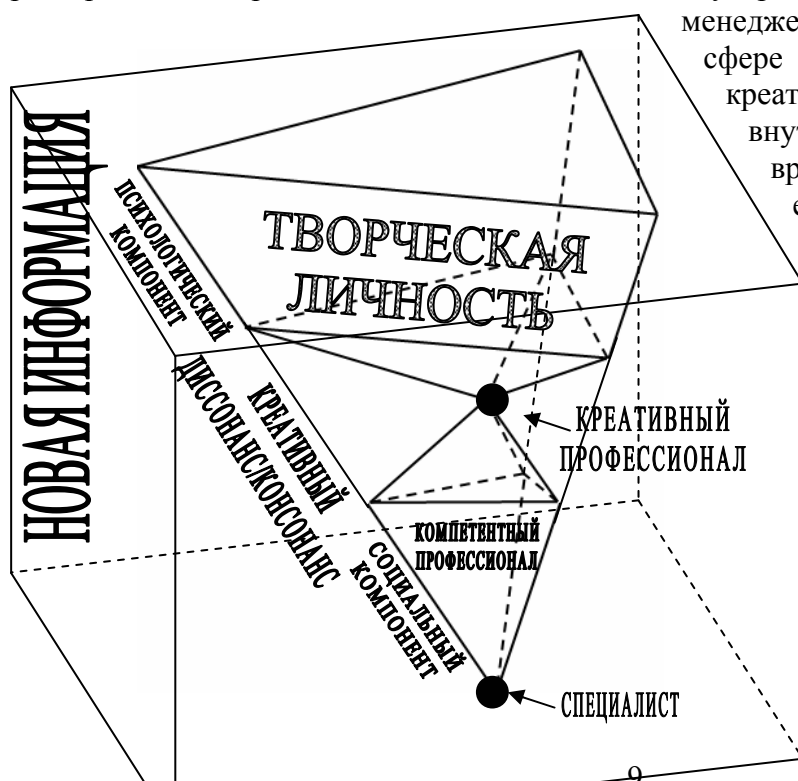 менедже
сфере
креат
вну
вр
е
НОВАЯ ИНФОРМАЦИЯ
ПСИХОЛОГИЧЕСКИЙ
КОМПОНЕНТ
ТВОРЧЕСКАЯ
ЛИЧНОСТЬ
КРЕАТИВНЫЙ
ДИССОНАНС/КОНСОНАНС
КРЕАТИВНЫЙ
ПРОФЕССИОНАЛ
КОМПЕТЕНТНЫЙ
ПРОФЕССИОНАЛ
СОЦИАЛЬНЫЙ
КОМПОНЕНТ
СПЕЦИАЛИСТ
9